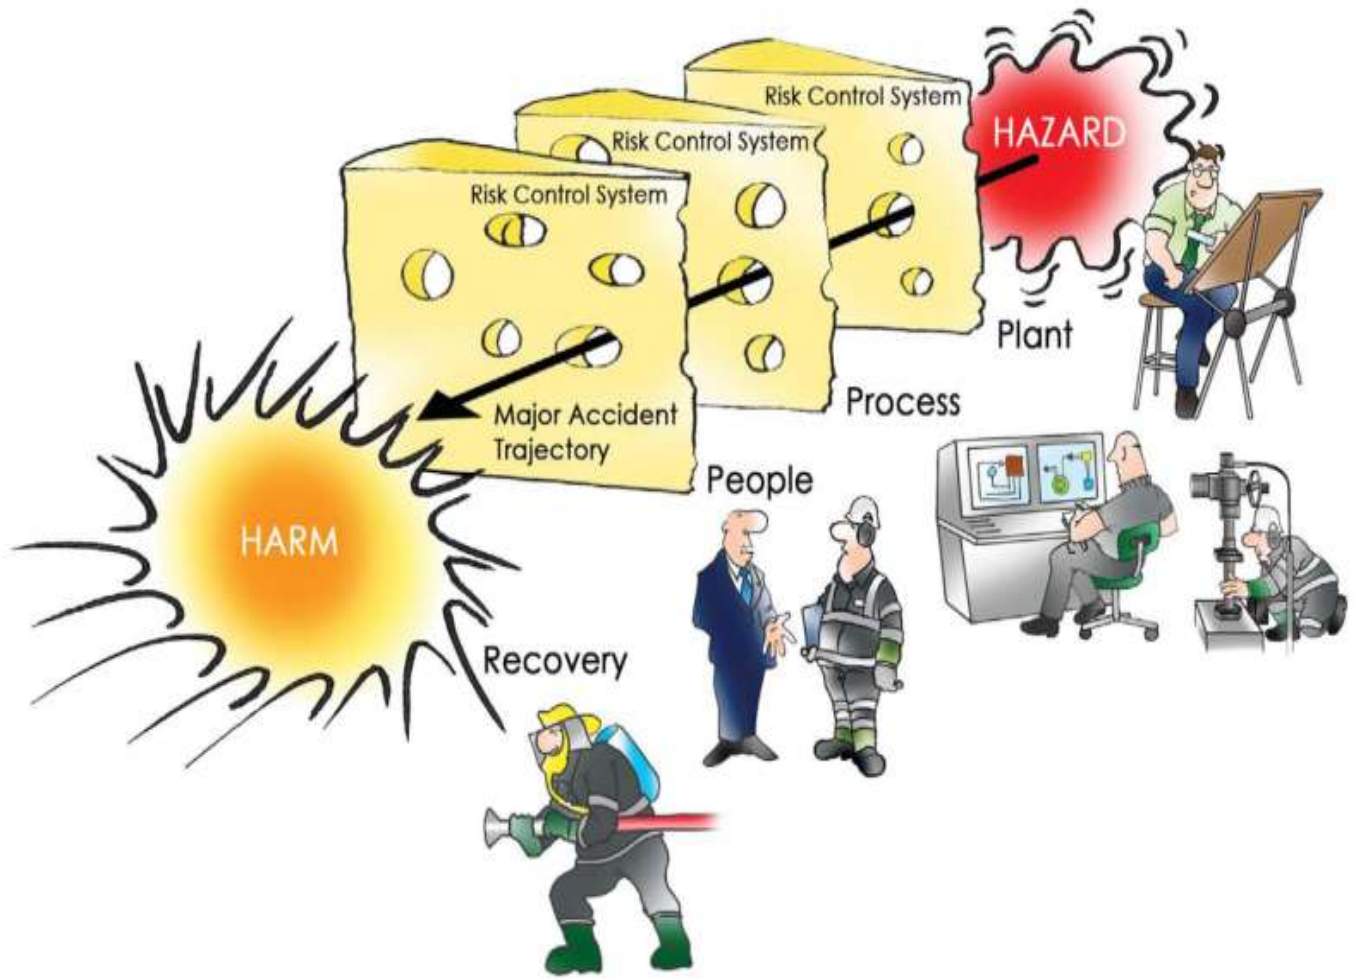 Risk Control System
HAZARD
Risk Control System
Risk Control System
Plant
Process
Major Accident
Trajectory
People
HARM
Recovery